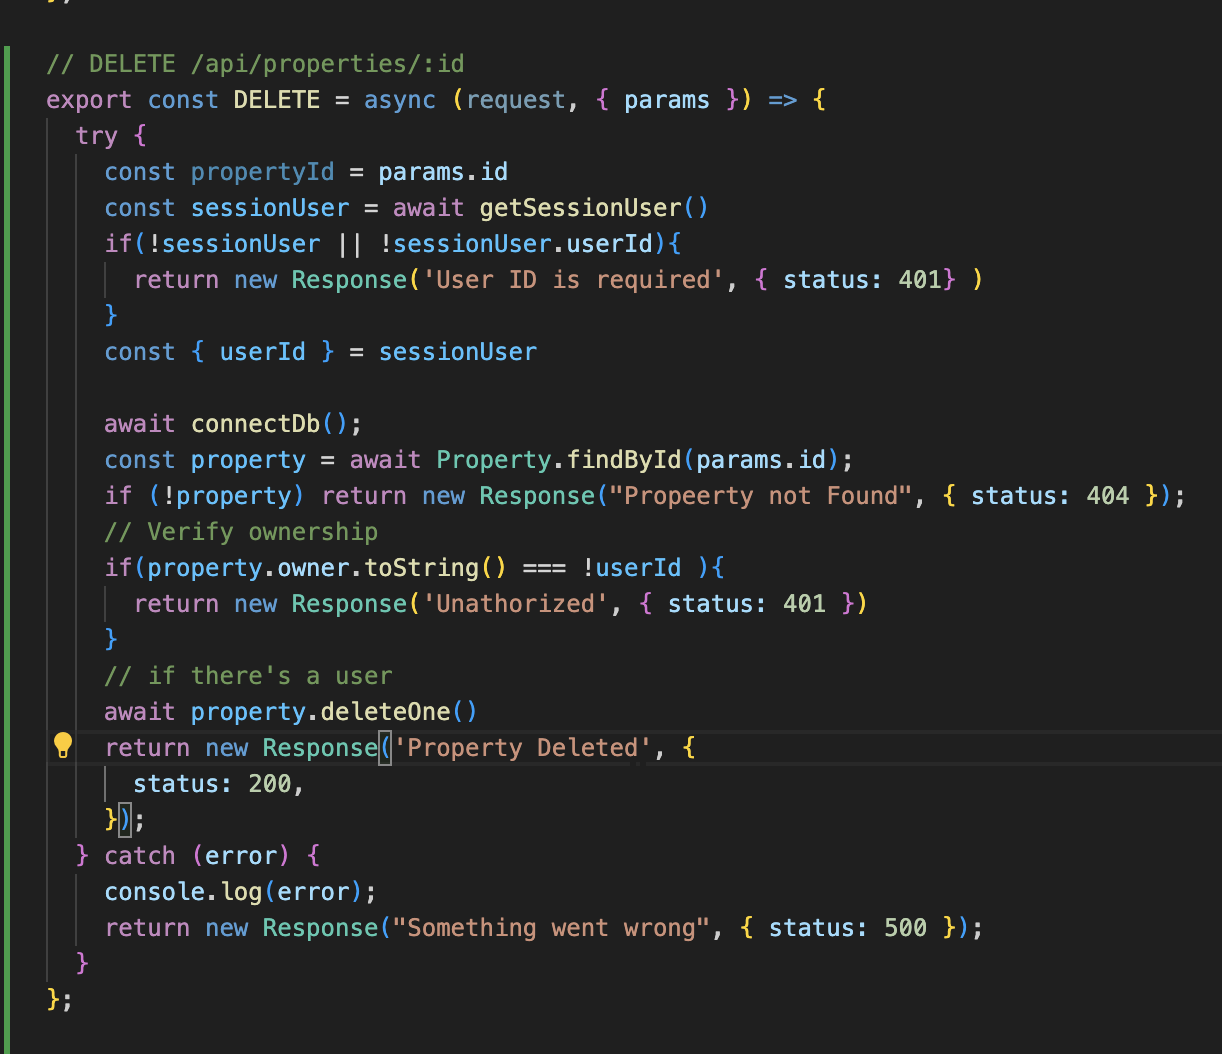 };
// DELETE /api/properties/:id
export const DELETE = async (request, { params }) => {
  try {
    const propertyId = params.id
    const sessionUser = await getSessionUser()
    if(!sessionUser || !sessionUser.userId){
      return new Response('User ID is required', { status: 401} )
    }
    const { userId } = sessionUser
    await connectDb();
    const property = await Property.findById(params.id);
    if (!property) return new Response("Propeerty not Found", { status: 404 });
    // Verify ownership
    if(property.owner.toString() === !userId ){
      return new Response('Unathorized', { status: 401 })
    }
    // if there's a user
    await property.deleteOne()
    return new Response('Property Deleted', {
      status: 200,
    });
  } catch (error) {
    console.log(error);
    return new Response("Something went wrong", { status: 500 });
  }
};